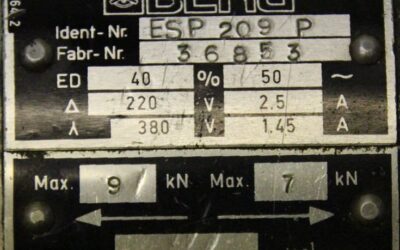 BERG
Ident-Nr. ESP 209 P
Fabr-Nr. 36853
ED 40 % 50 ~
Δ 220 V 2,5 A
⅄ 380 V 1,45 A
Max. 9 kN Max. 7 kN